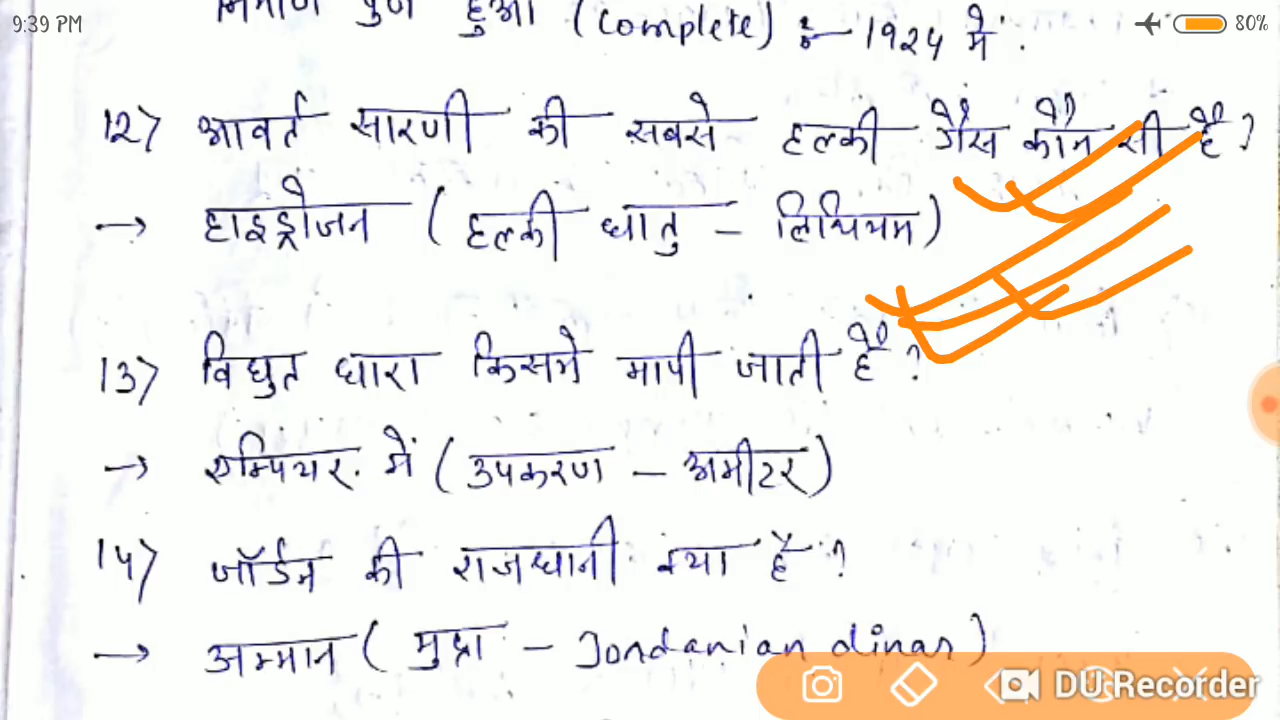 9:39 PM 80%
निर्माण पुर्ण हुआ (Complete) :- 1924 में .
12> आवर्त सारणी की सबसे हल्की गैस कौन सी है ?
→ हाइड्रोजन ( हल्की धातु - लिथियम )
13> विद्युत धारा किसमें मापी जाती है ?
→ एम्पियर में ( उपकरण - अमीटर )
14> जॉर्डन की राजधानी क्या है ?
→ अम्मान ( मुद्रा - Jordanian dinar )
DU Recorder